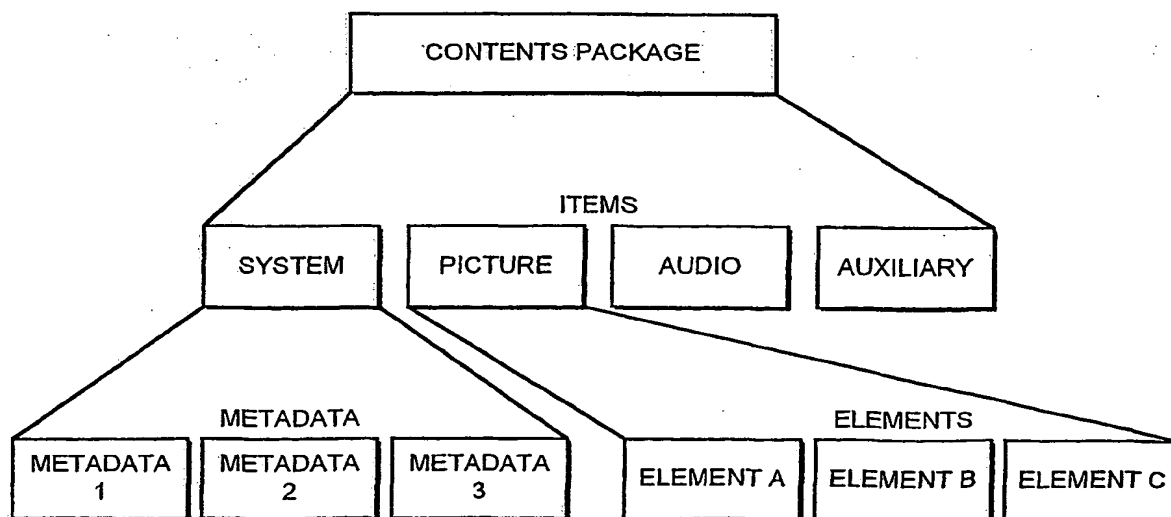 CONTENTS PACKAGE
ITEMS
SYSTEM
PICTURE
AUDIO
AUXILIARY
METADATA
ELEMENTS
METADATA
1
METADATA
2
METADATA
3
ELEMENT A
ELEMENT B
ELEMENT C